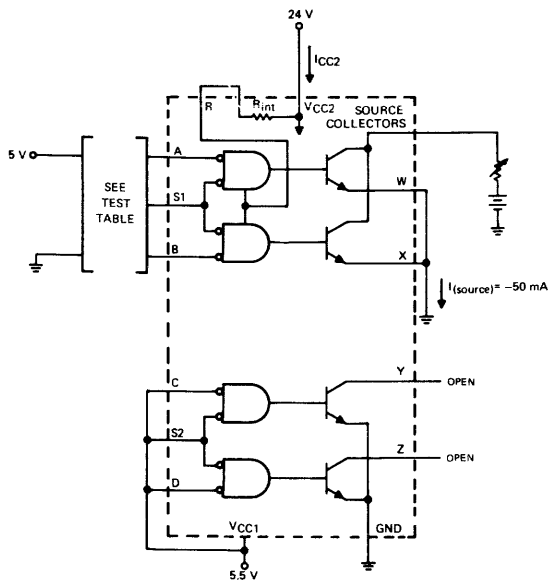 24 V
ICC2
R
Rint
VCC2
SOURCE
COLLECTORS
5 V
A
SEE
TEST
TABLE
S1
B
W
X
I(source)= −50 mA
C
Y
OPEN
S2
Z
OPEN
D
VCC1
GND
5.5 V